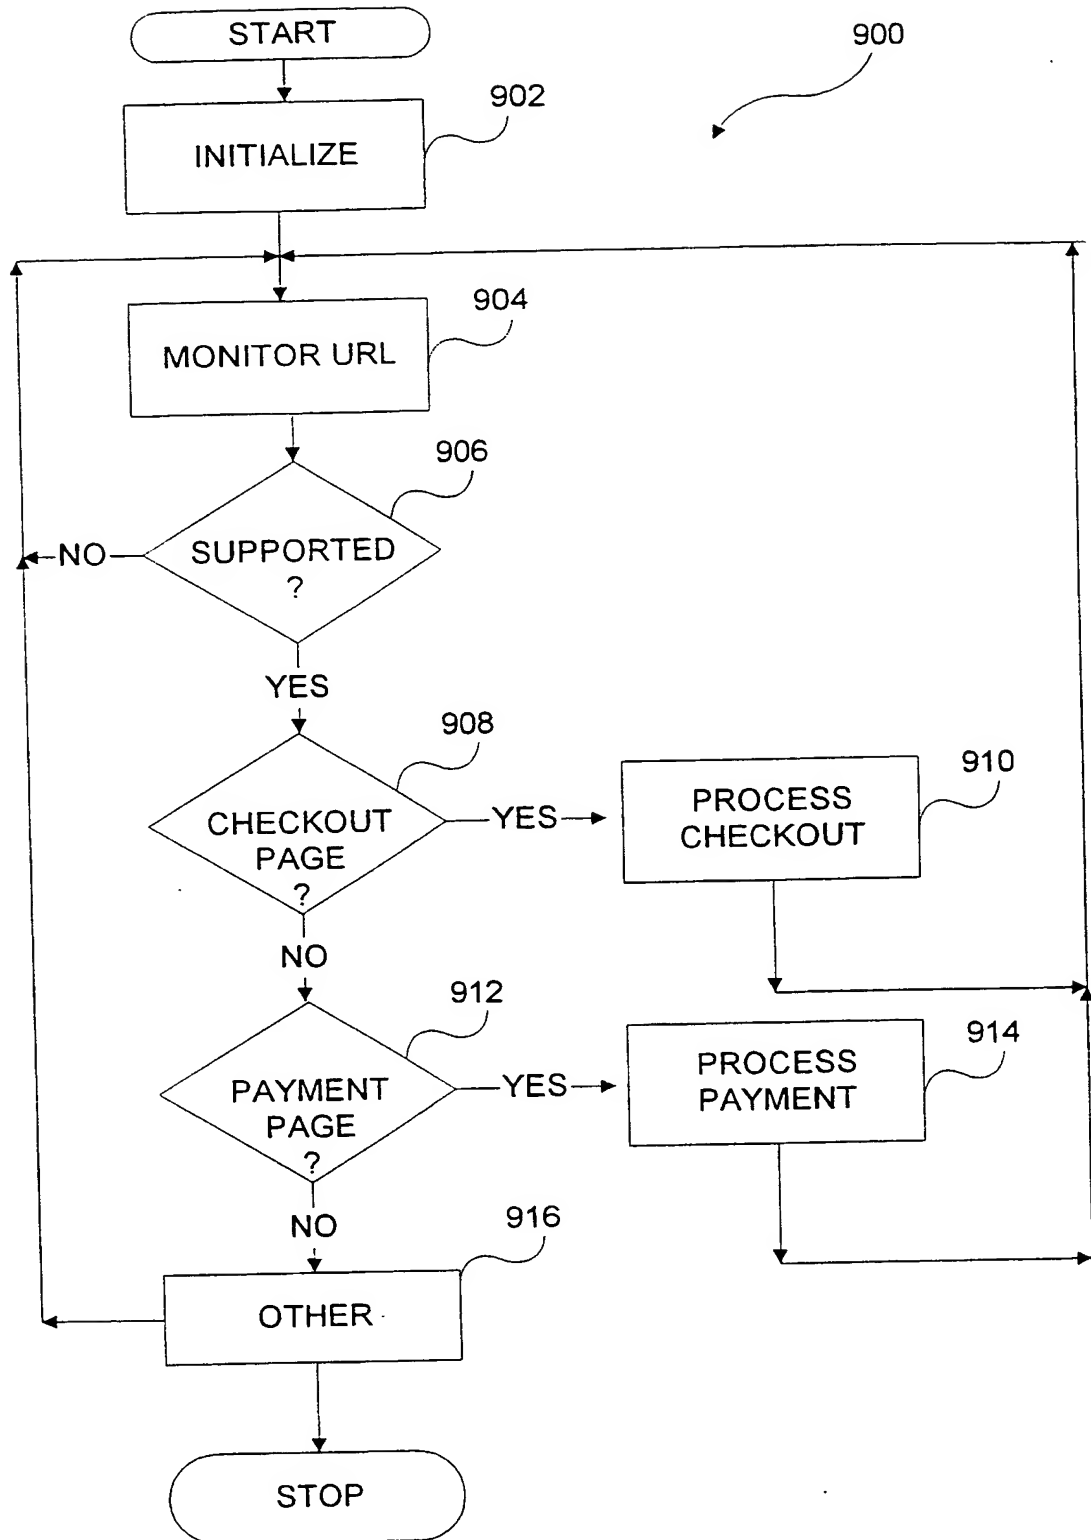 START
900
902
INITIALIZE
904
MONITOR URL
906
NO
SUPPORTED
?
YES
908
CHECKOUT
PAGE
?
YES
910
PROCESS
CHECKOUT
NO
912
PAYMENT
PAGE
?
YES
914
PROCESS
PAYMENT
NO
916
OTHER
STOP